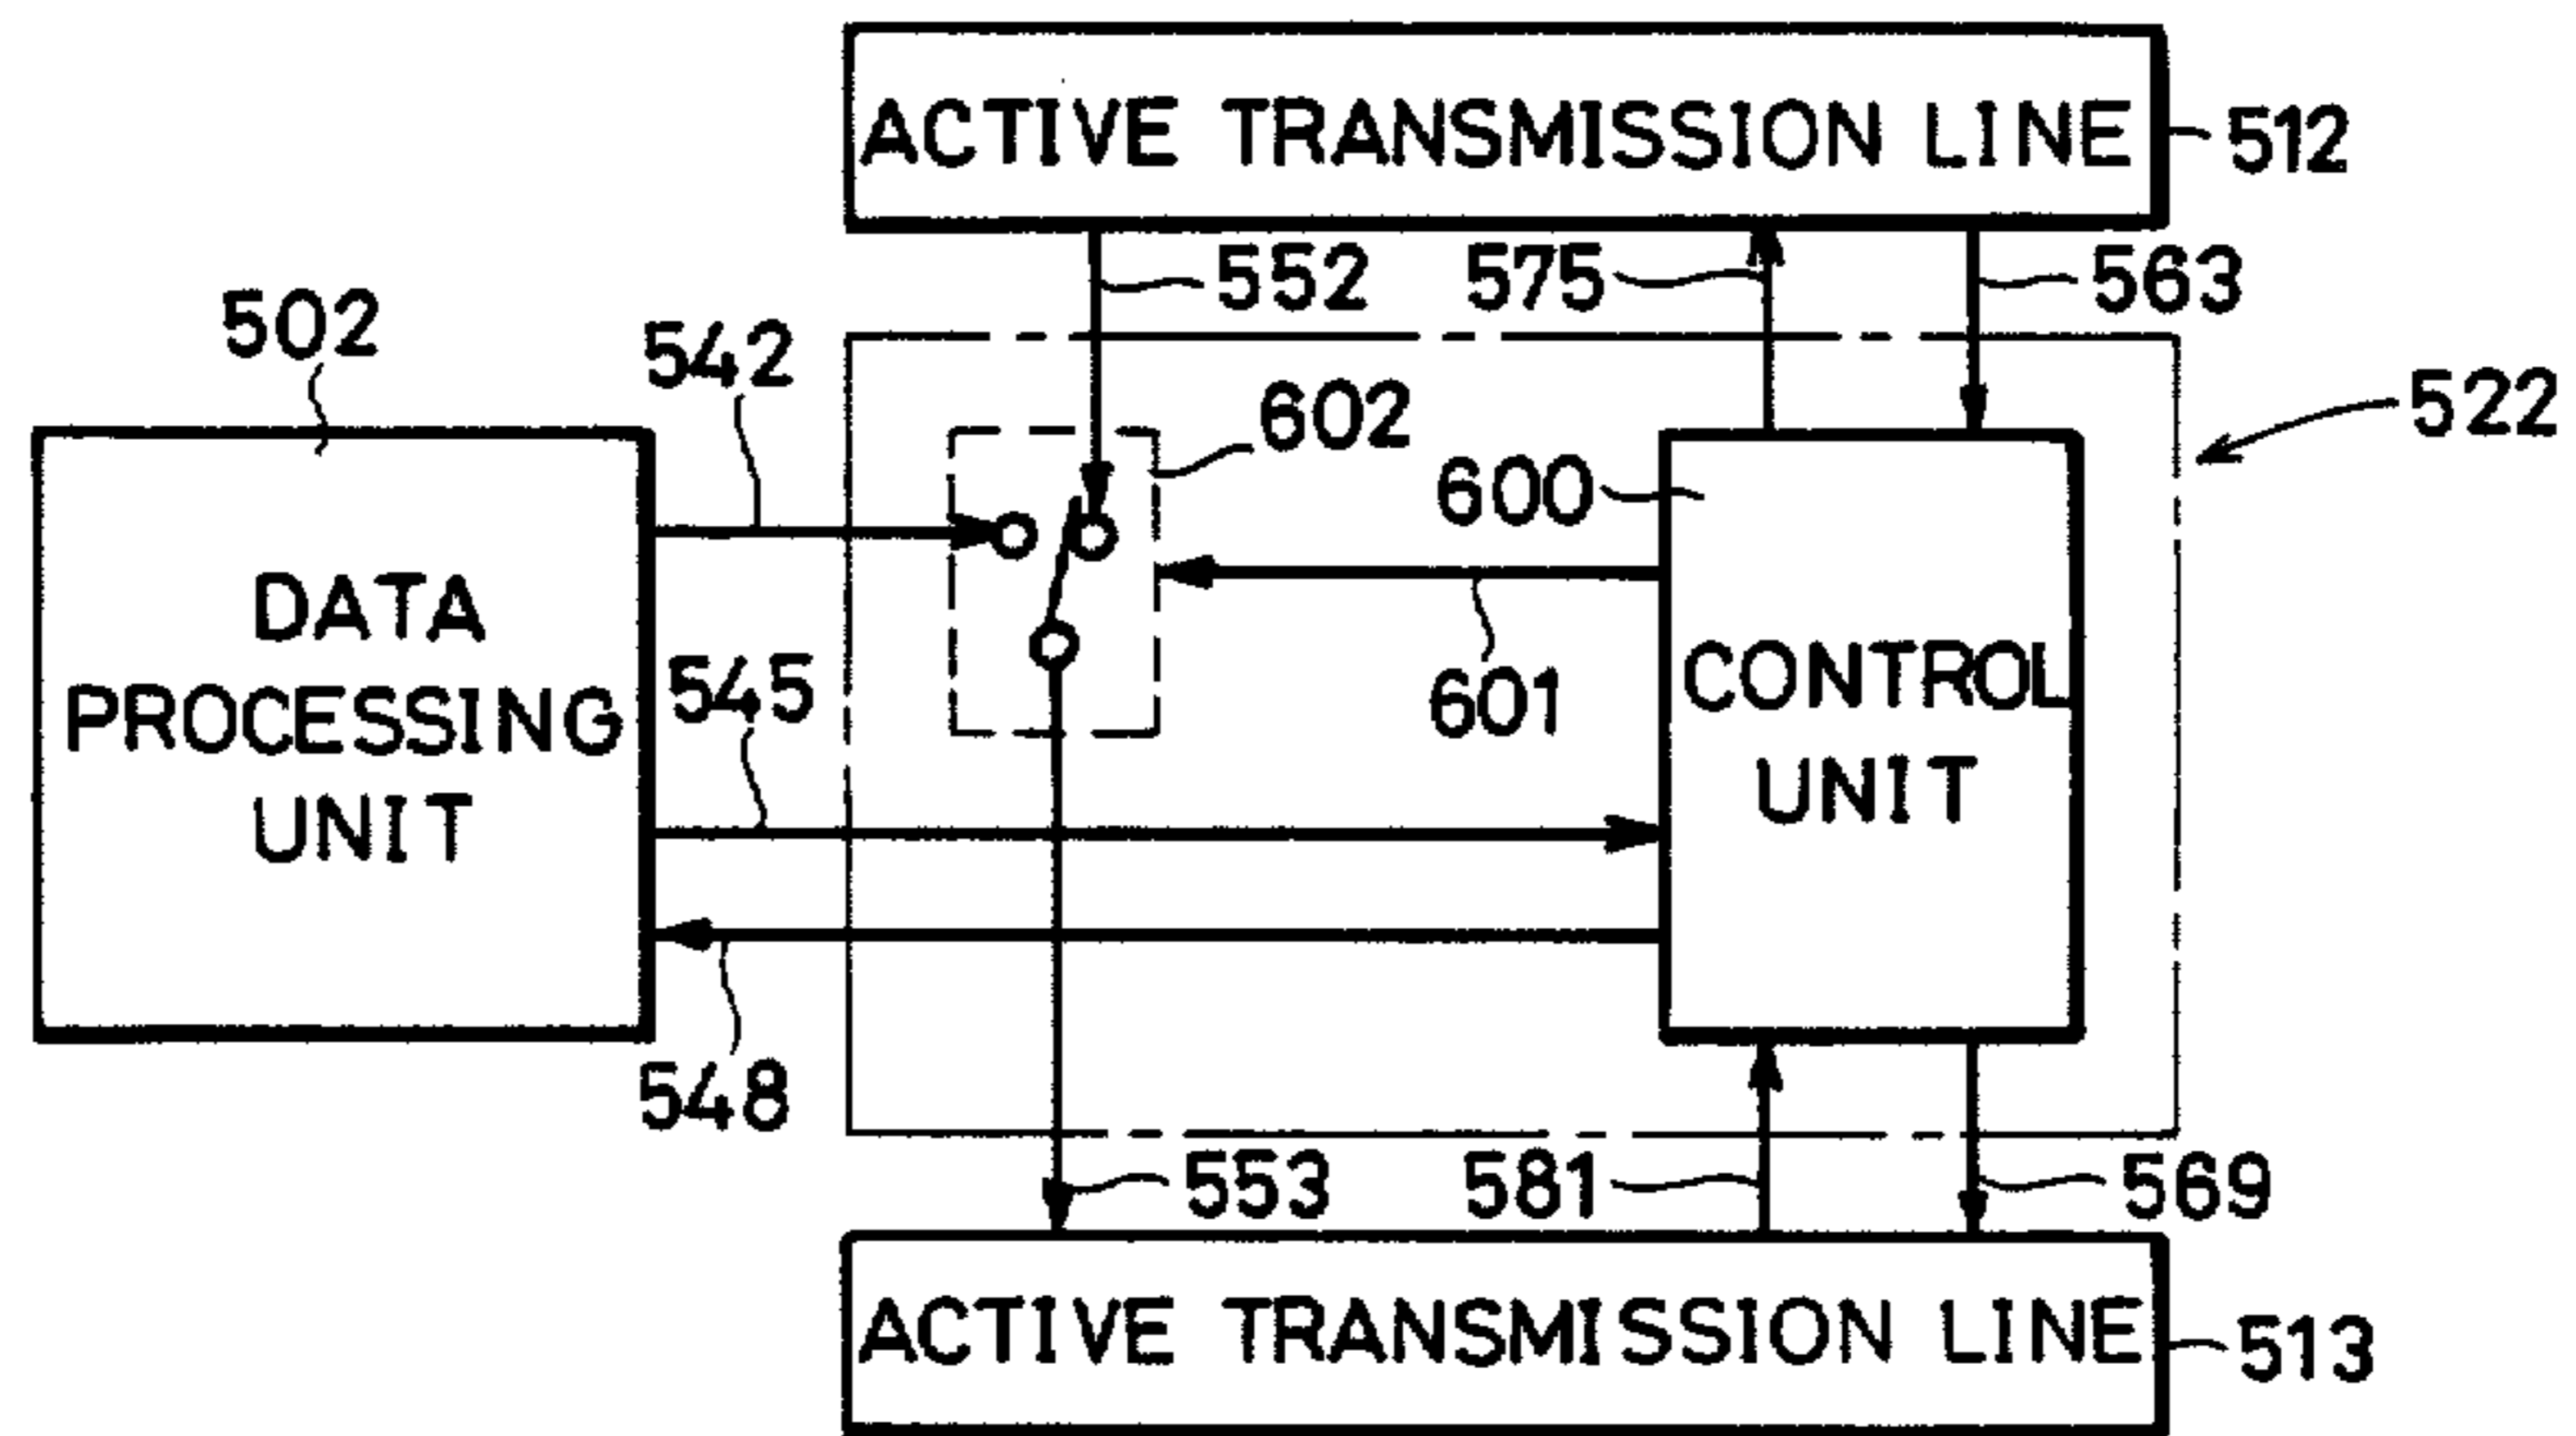 ACTIVE TRANSMISSION LINE
512
552
575
563
502
542
602
600
522
DATA
PROCESSING
UNIT
545
601
CONTROL
UNIT
548
553
581
569
ACTIVE TRANSMISSION LINE
513